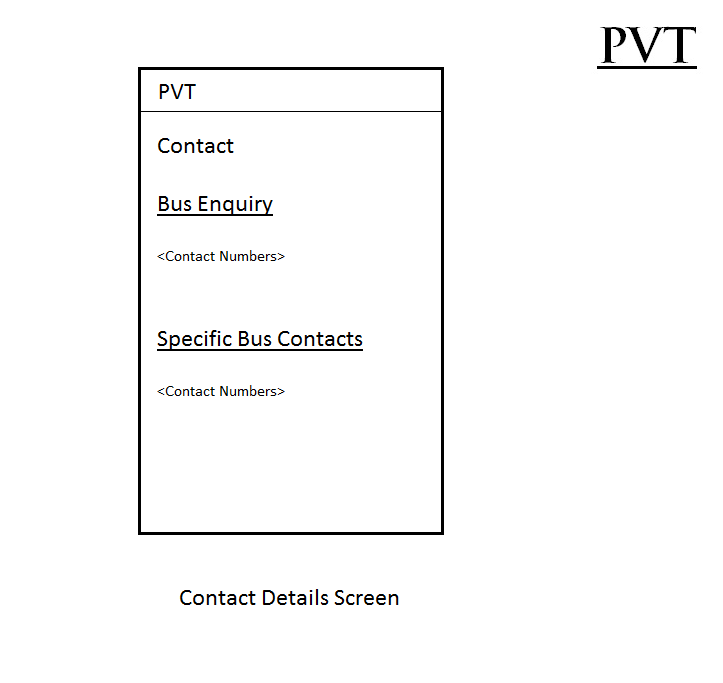 PVT
PVT
Contact
Bus Enquiry
<Contact Numbers>
Specific Bus Contacts
<Contact Numbers>
Contact Details Screen